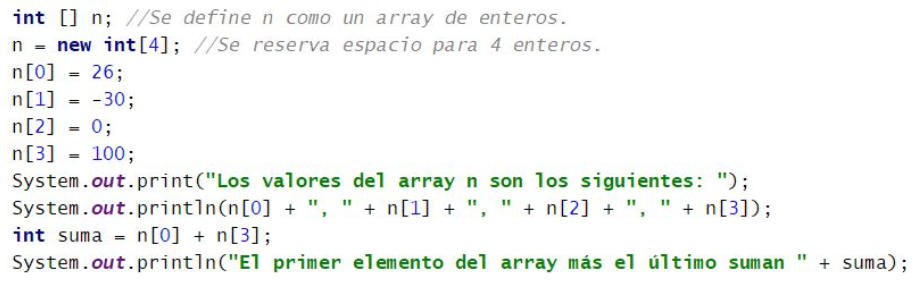 int [] n; //Se define n como un array de enteros.
n = new int[4]; //Se reserva espacio para 4 enteros.
n[0] = 26;
n[1] = -30;
n[2] = 0;
n[3] = 100;
System.out.print("Los valores del array n son los siguientes: ");
System.out.println(n[0] + ", " + n[1] + ", " + n[2] + ", " + n[3]);
int suma = n[0] + n[3];
System.out.println("El primer elemento del array más el último suman " + suma);